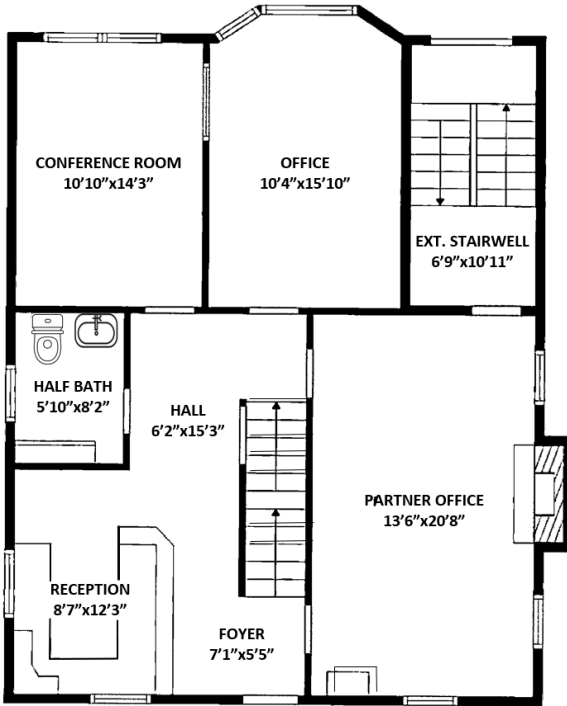 CONFERENCE ROOM
10'10"x14'3"
OFFICE
10'4"x15'10"
EXT. STAIRWELL
6'9"x10'11"
HALF BATH
5'10"x8'2"
HALL
6'2"x15'3"
PARTNER OFFICE
13'6"x20'8"
RECEPTION
8'7"x12'3"
FOYER
7'1"x5'5"